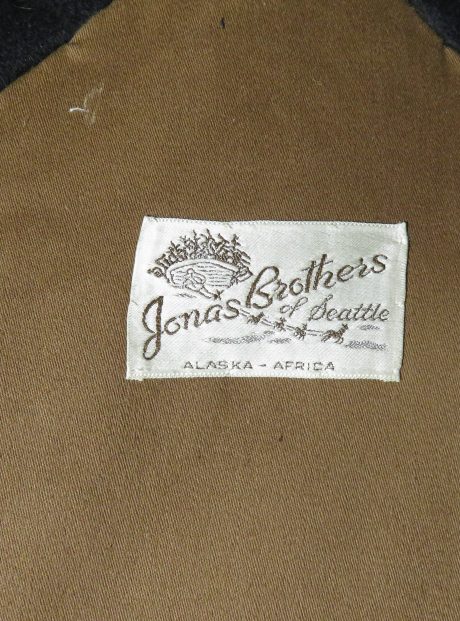 Jonas Brothers
of Seattle
ALASKA - AFRICA